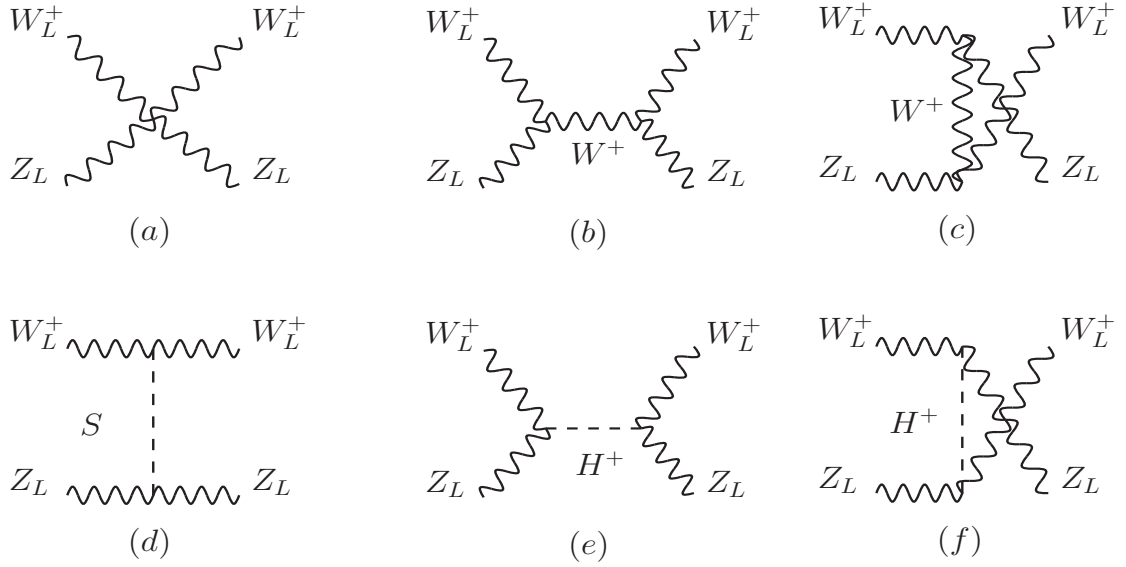 W_L^+ W_L^+ W_L^+ W_L^+ W_L^+ W_L^+
W^+
W^+
Z_L Z_L Z_L Z_L Z_L Z_L
(a) (b) (c)
W_L^+ W_L^+ W_L^+ W_L^+ W_L^+ W_L^+
S H^+
H^+
Z_L Z_L Z_L Z_L Z_L Z_L
(d) (e) (f)